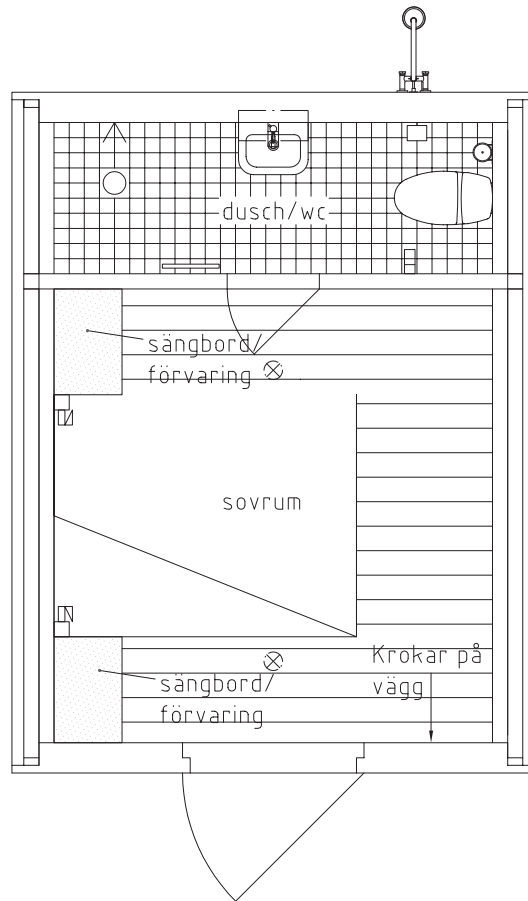 dusch/wc
sängbord/
förvaring
sovrum
Krokar på
vägg
sängbord/
förvaring